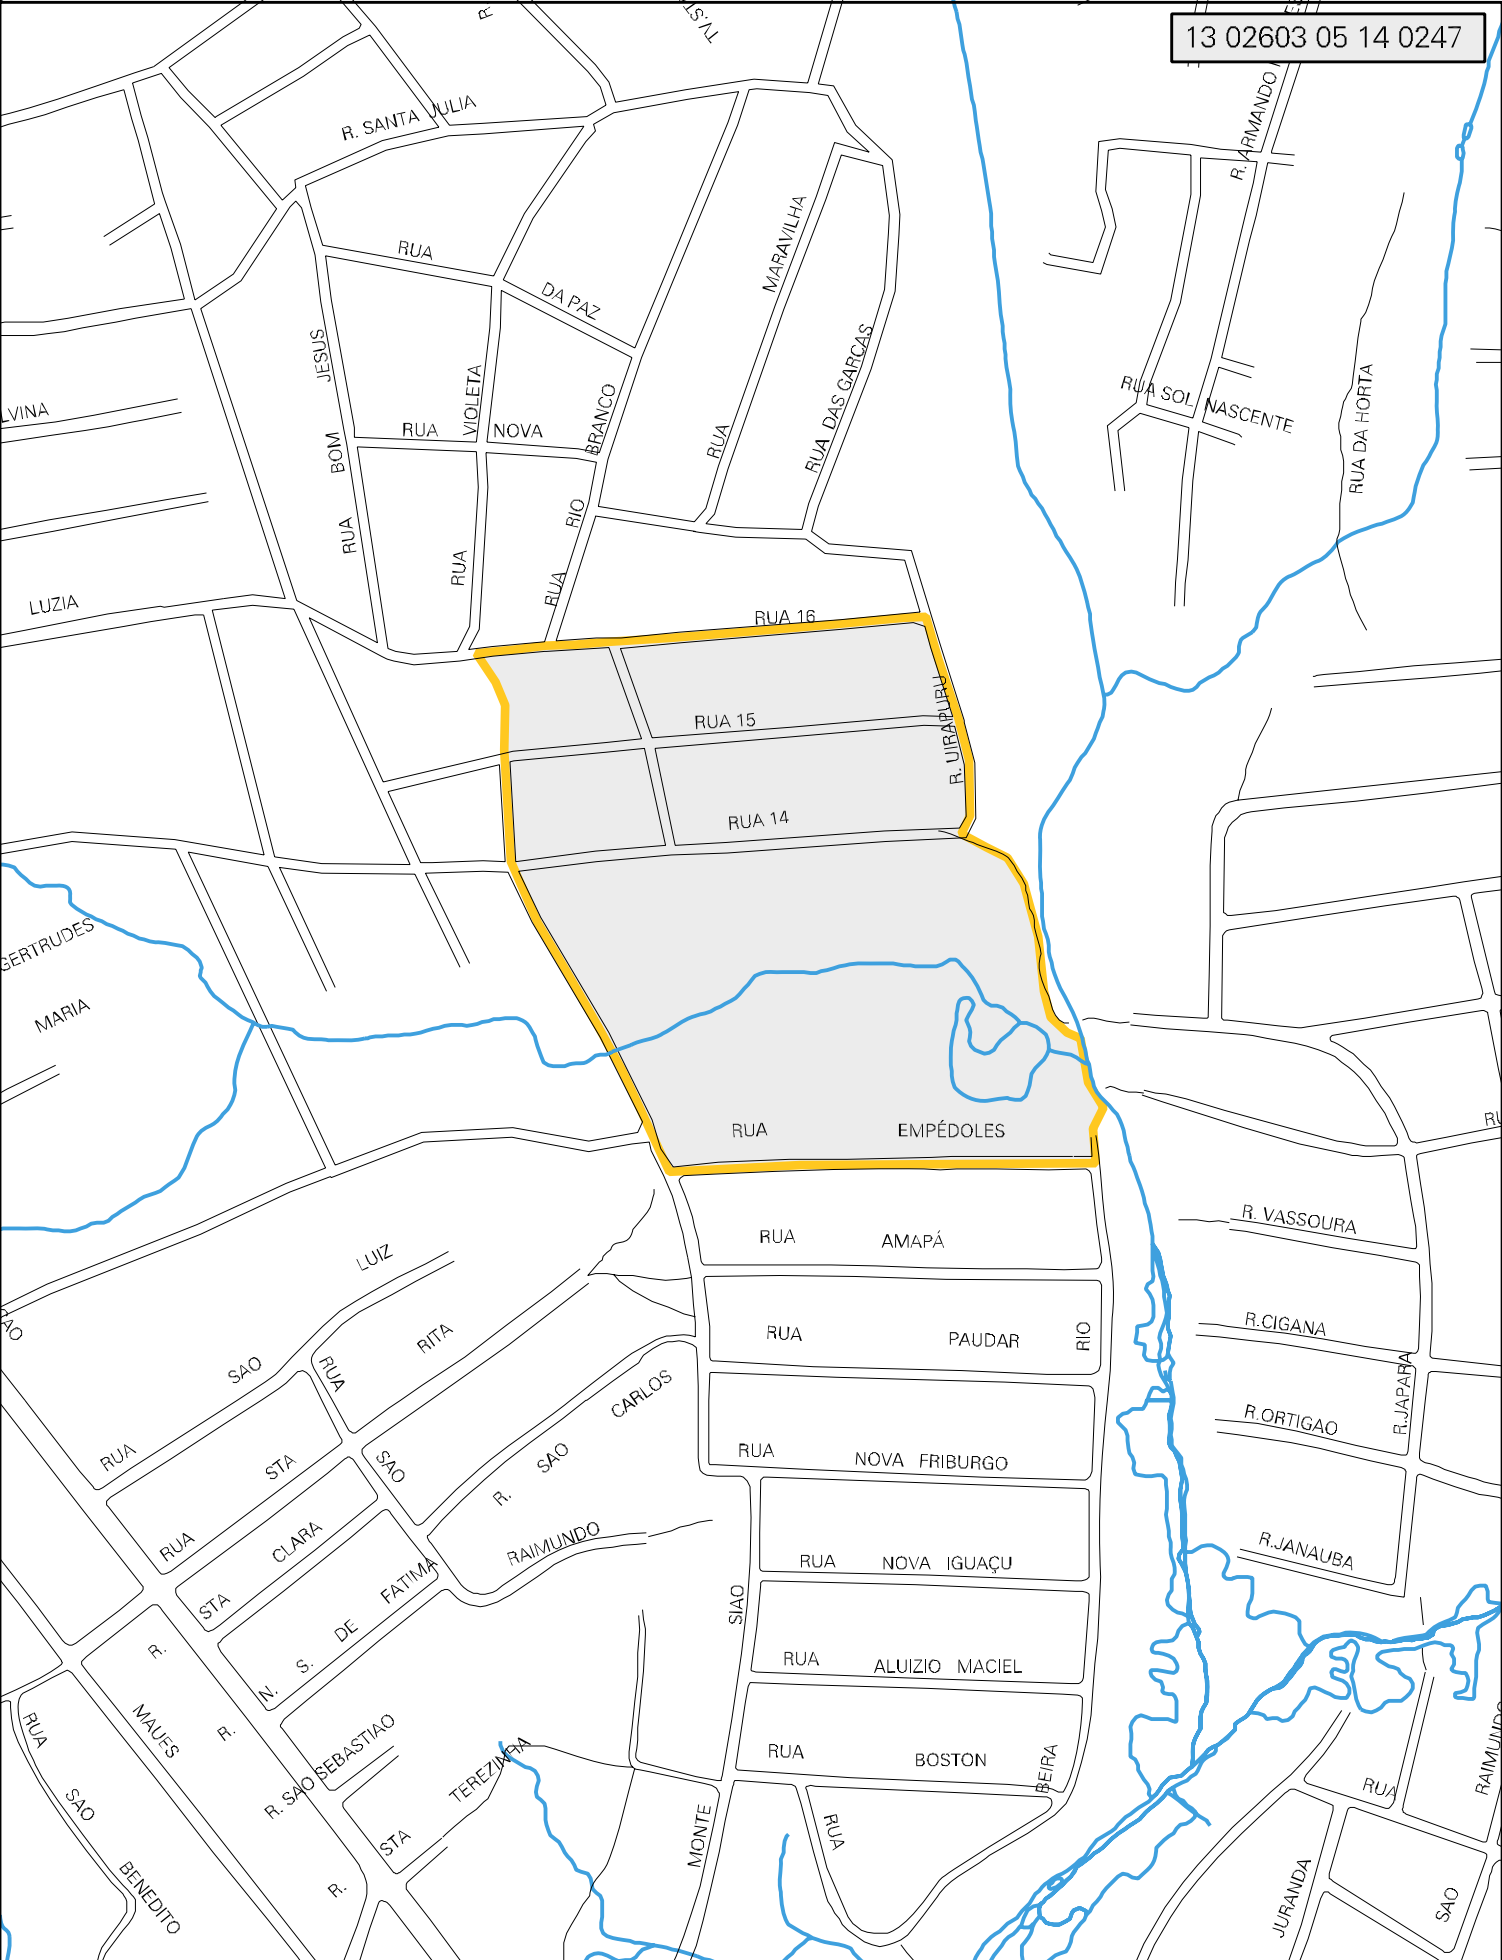 13 02603 05 14 0247
R
TV.ST
R. ARMANDO
R. SANTA JULIA
RUA
DA PAZ
MARAVILHA
RUA
RUA DAS GARCAS
JESUS
BOM
RUA
VIOLETA
RUA
RUA NOVA
BRANCO
RIO
RUA
LVINA
RUA SOL NASCENTE
RUA DA HORTA
LUZIA
RUA 16
RUA 15
R. UIRAPURU
RUA 14
GERTRUDES
MARIA
RUA EMPÉDOLES
RU
RUA AMAPÁ
R. VASSOURA
LUIZ
SAO
RUA
RITA
STA
RUA
RUA
SAO
AO
RUA PAUDAR
RIO
R.CIGANA
R.JAPARA
CARLOS
SAO
R.
RUA NOVA FRIBURGO
R.ORTIGAO
CLARA
STA
RAIMUNDO
FATIMA
DE
S.
N.
RUA NOVA IGUAÇU
R.JANAUBA
SIAO
MONTE
RUA ALUIZIO MACIEL
R.
MAUES
R.
R. SAO SEBASTIAO
TEREZINHA
STA
R.
RUA
SAO
BENEDITO
RUA BOSTON
BEIRA
RUA
RUA
RAIMUNDO
SAO
JURANDA